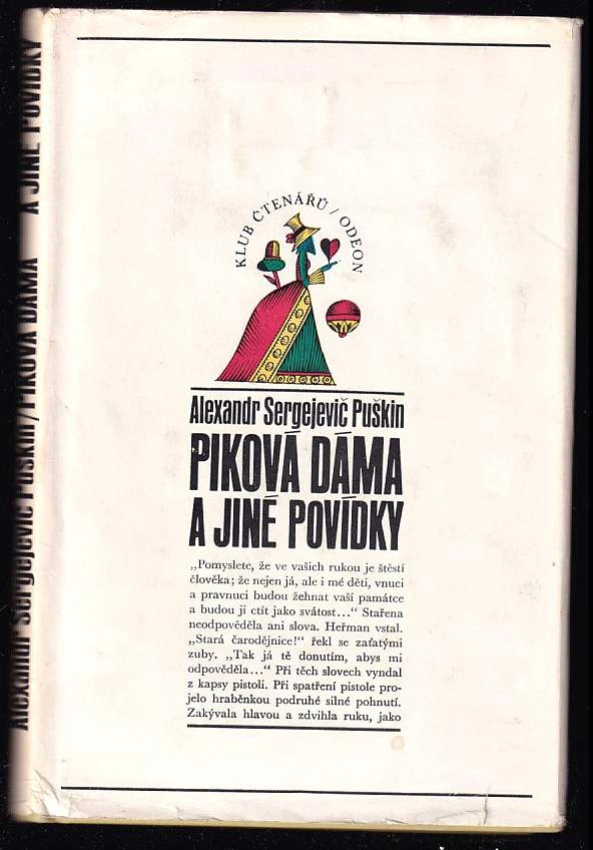 KLUB ČTENÁŘŮ / ODEON
Alexandr Sergejevič Puškin
PIKOVÁ DÁMA
A JINÉ POVÍDKY
„Pomyslete, že ve vašich rukou je štěstí
člověka; že nejen já, ale i mé děti, vnuci
a pravnuci budou žehnat vaší památce
a budou ji ctít jako svátost...“ Stařena
neodpověděla ani slova. Heřman vstal.
„Stará čarodějnice!“ řekl se zaťatými
zuby. „Tak já tě donutím, abys mi
odpověděla...“ Při těch slovech vyndal
z kapsy pistoli. Při spatření pistole pro-
jelo hraběnkou podruhé silné pohnutí.
Zakývala hlavou a zdvihla ruku, jako
Alexandr Sergejevič Puškin/PIKOVÁ DÁMA A JINÉ POVÍDKY